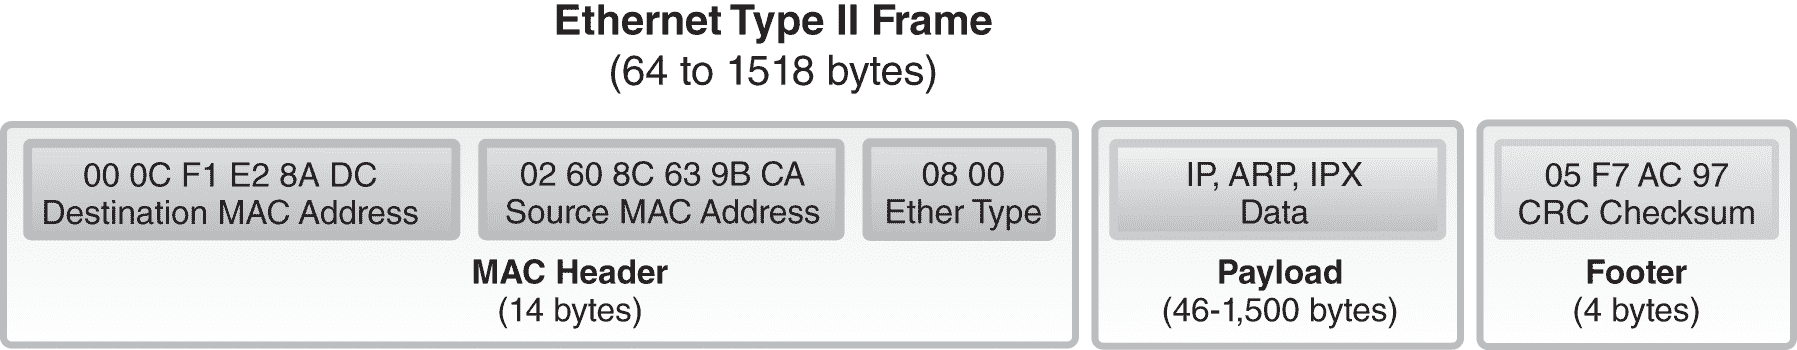 Ethernet Type II Frame
(64 to 1518 bytes)
00 0C F1 E2 8A DC
Destination MAC Address
02 60 8C 63 9B CA
Source MAC Address
08 00
Ether Type
MAC Header
(14 bytes)
IP, ARP, IPX
Data
Payload
(46-1,500 bytes)
05 F7 AC 97
CRC Checksum
Footer
(4 bytes)